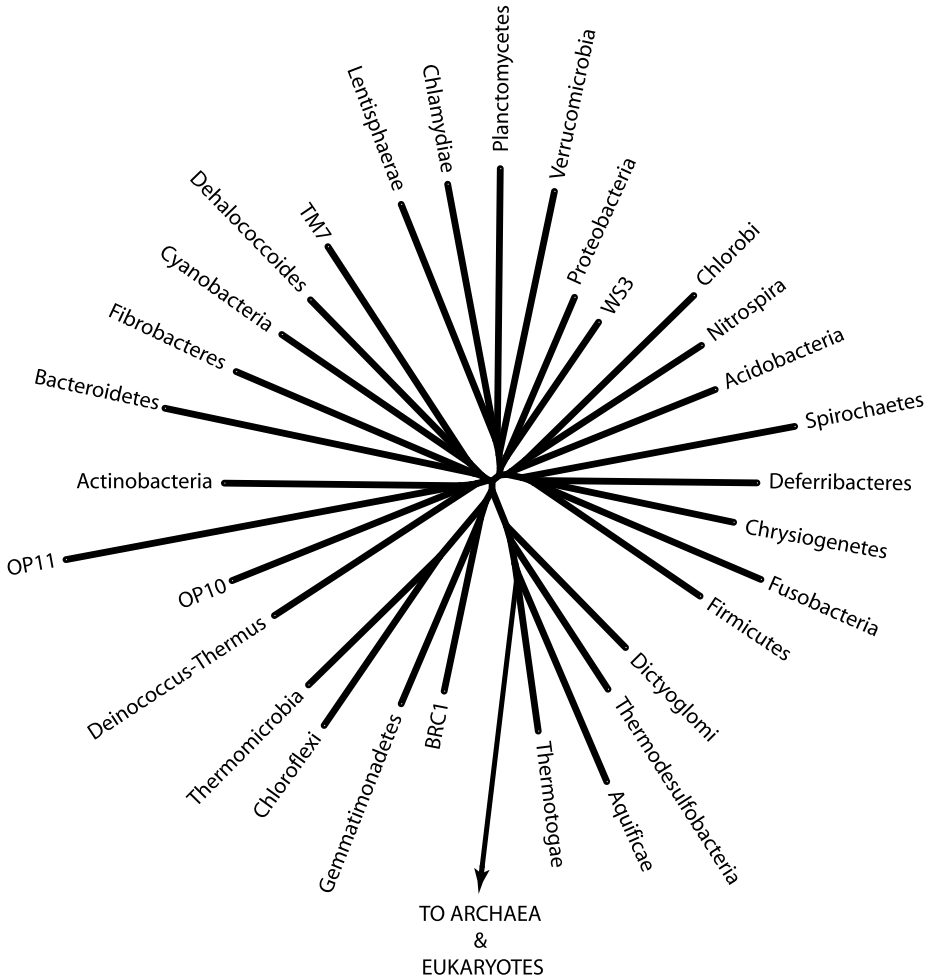 Planctomycetes
Verrucomicrobia
Proteobacteria
WS3
Chlorobi
Nitrospira
Acidobacteria
Spirochaetes
Deferribacteres
Chrysiogenetes
Fusobacteria
Firmicutes
Dictyoglomi
Thermodesulfobacteria
Aquificae
Thermotogae
TO ARCHAEA
&
EUKARYOTES
BRC1
Gemmatimonadetes
Chloroflexi
Thermomicrobia
Deinococcus-Thermus
OP10
OP11
Actinobacteria
Bacteroidetes
Fibrobacteres
Cyanobacteria
Dehalococcoides
TM7
Lentisphaerae
Chlamydiae